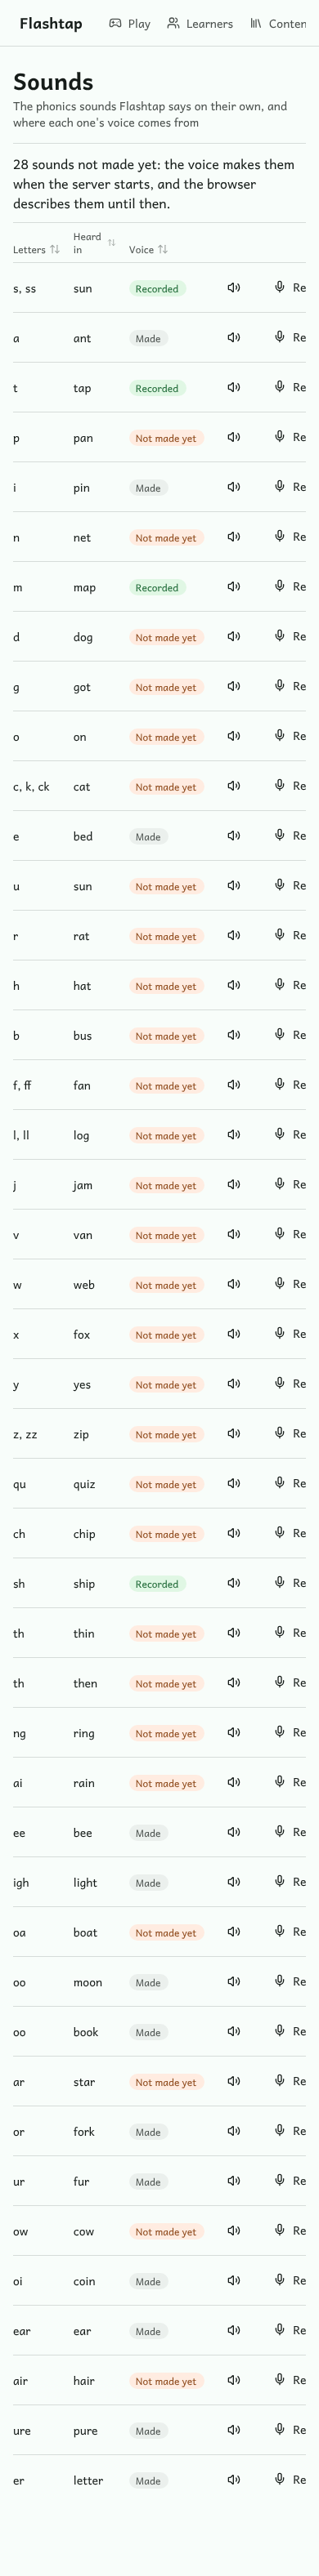 Flashtap Play Learners Conten
Sounds
The phonics sounds Flashtap says on their own, and
where each one's voice comes from
28 sounds not made yet: the voice makes them
when the server starts, and the browser
describes them until then.
Letters Heard in Voice
s, ss sun Recorded Re
a ant Made Re
t tap Recorded Re
p pan Not made yet Re
i pin Made Re
n net Not made yet Re
m map Recorded Re
d dog Not made yet Re
g got Not made yet Re
o on Not made yet Re
c, k, ck cat Not made yet Re
e bed Made Re
u sun Not made yet Re
r rat Not made yet Re
h hat Not made yet Re
b bus Not made yet Re
f, ff fan Not made yet Re
l, ll log Not made yet Re
j jam Not made yet Re
v van Not made yet Re
w web Not made yet Re
x fox Not made yet Re
y yes Not made yet Re
z, zz zip Not made yet Re
qu quiz Not made yet Re
ch chip Not made yet Re
sh ship Recorded Re
th thin Not made yet Re
th then Not made yet Re
ng ring Not made yet Re
ai rain Not made yet Re
ee bee Made Re
igh light Made Re
oa boat Not made yet Re
oo moon Made Re
oo book Made Re
ar star Not made yet Re
or fork Made Re
ur fur Made Re
ow cow Not made yet Re
oi coin Made Re
ear ear Made Re
air hair Not made yet Re
ure pure Made Re
er letter Made Re